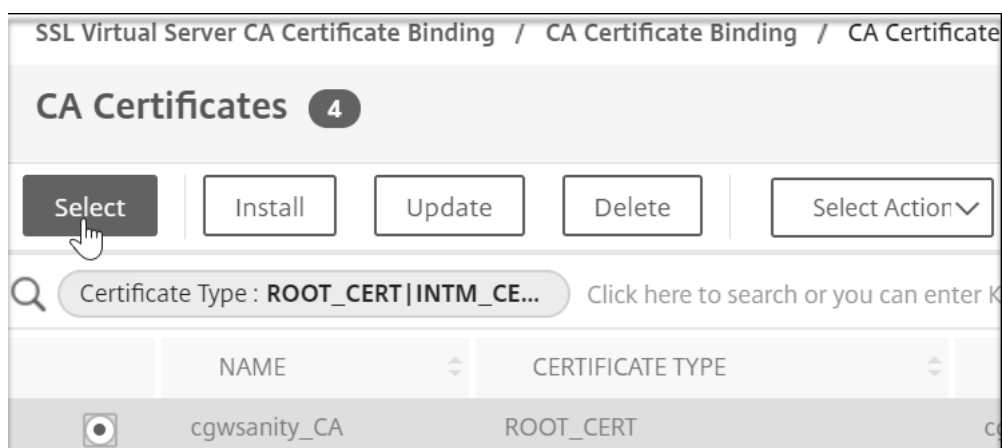 SSL Virtual Server CA Certificate Binding / CA Certificate Binding / CA Certificate
CA Certificates 4
Select Install Update Delete Select Action
Certificate Type : ROOT_CERT|INTM_CE... Click here to search or you can enter K
NAME CERTIFICATE TYPE
cgwsanity_CA ROOT_CERT